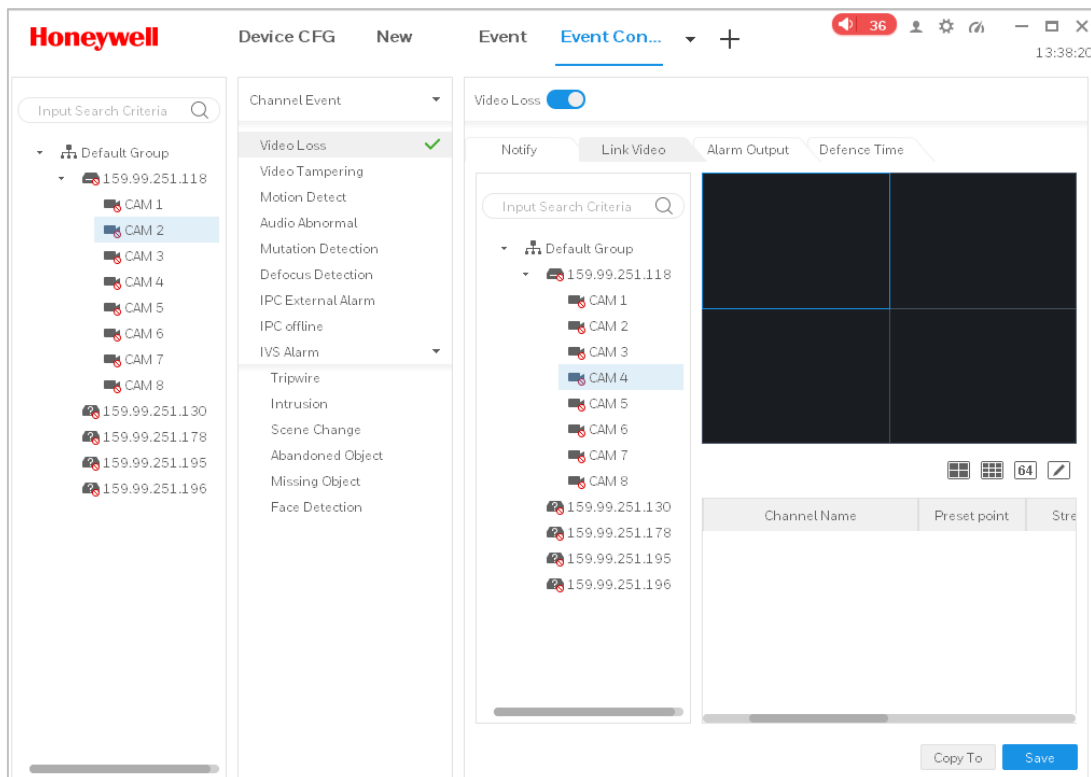 Honeywell
Device CFG
New
Event
Event Con...
36
13:38:20
Input Search Criteria
Default Group
159.99.251.118
CAM 1
CAM 2
CAM 3
CAM 4
CAM 5
CAM 6
CAM 7
CAM 8
159.99.251.130
159.99.251.178
159.99.251.195
159.99.251.196
Channel Event
Video Loss
Video Tampering
Motion Detect
Audio Abnormal
Mutation Detection
Defocus Detection
IPC External Alarm
IPC offline
IVS Alarm
Tripwire
Intrusion
Scene Change
Abandoned Object
Missing Object
Face Detection
Video Loss
Notify
Link Video
Alarm Output
Defence Time
Input Search Criteria
Default Group
159.99.251.118
CAM 1
CAM 2
CAM 3
CAM 4
CAM 5
CAM 6
CAM 7
CAM 8
159.99.251.130
159.99.251.178
159.99.251.195
159.99.251.196
64
Channel Name
Preset point
Stre
Copy To
Save